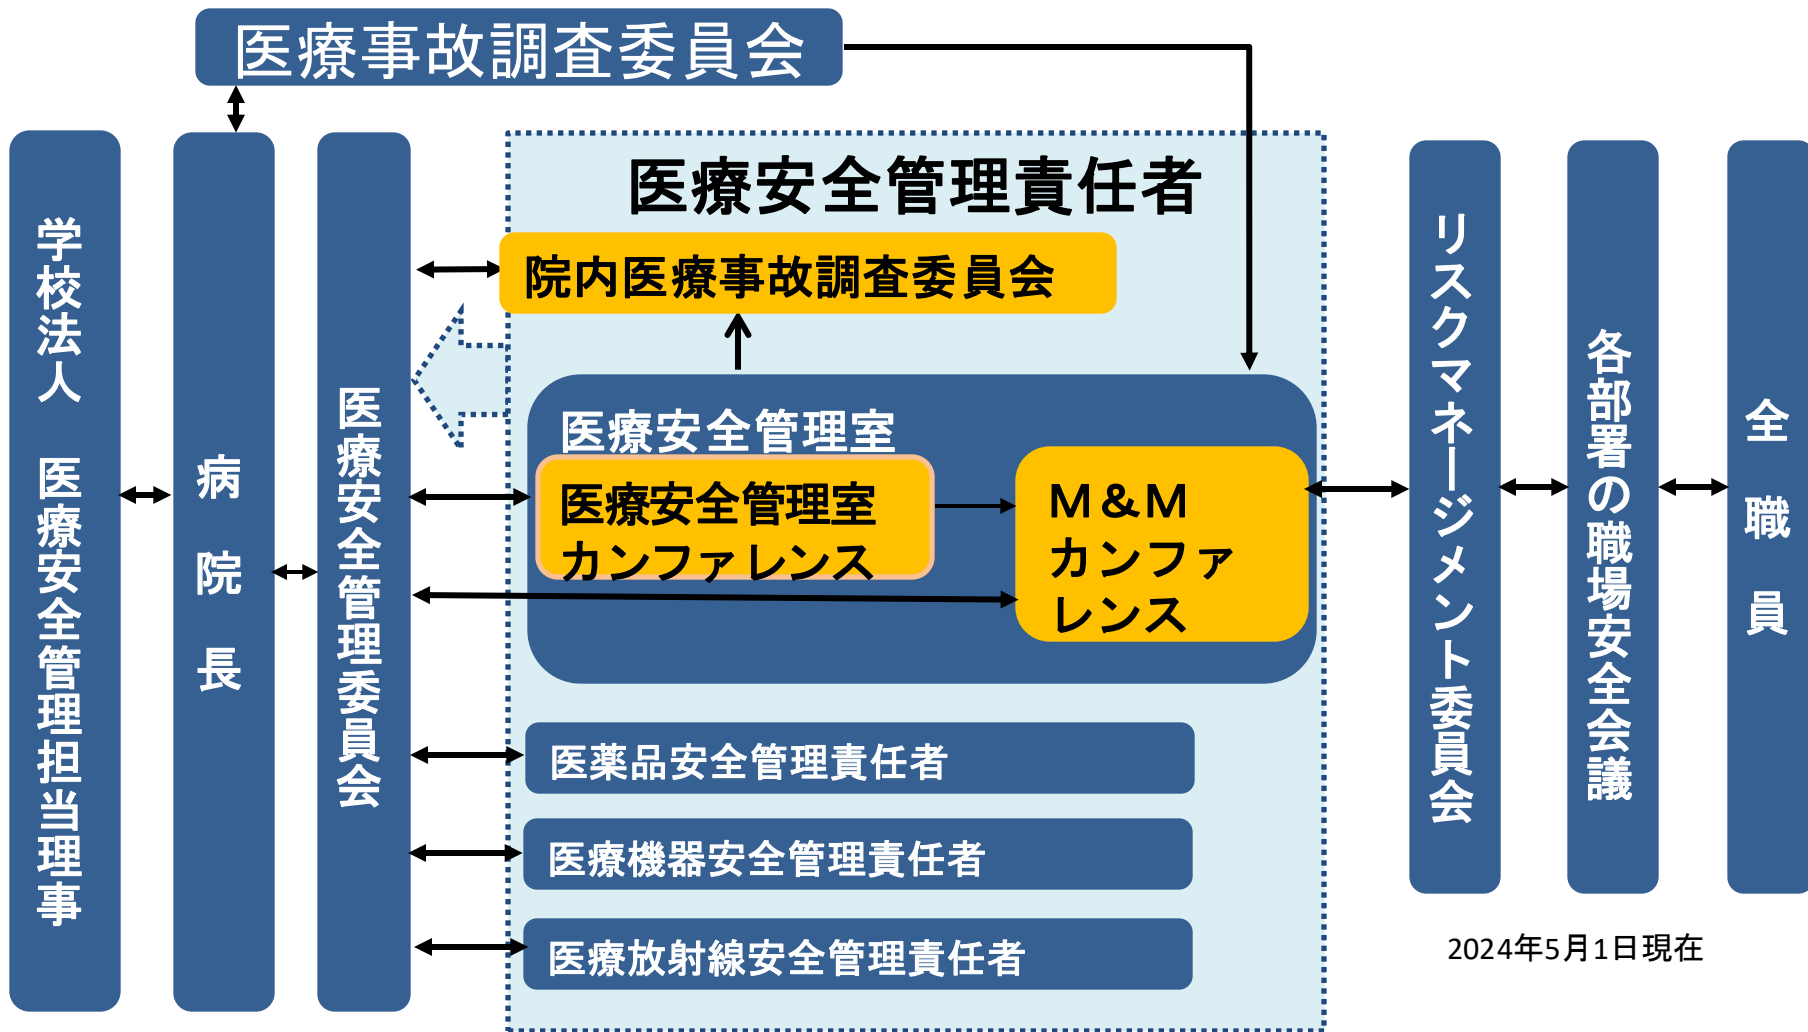 医療事故調査委員会
学校法人　医療安全管理担当理事
病院長
医療安全管理委員会
医療安全管理責任者
院内医療事故調査委員会
医療安全管理室
医療安全管理室
カンファレンス
M＆M
カンファ
レンス
医薬品安全管理責任者
医療機器安全管理責任者
医療放射線安全管理責任者
リスクマネージメント委員会
各部署の職場安全会議
全職員
2024年5月1日現在